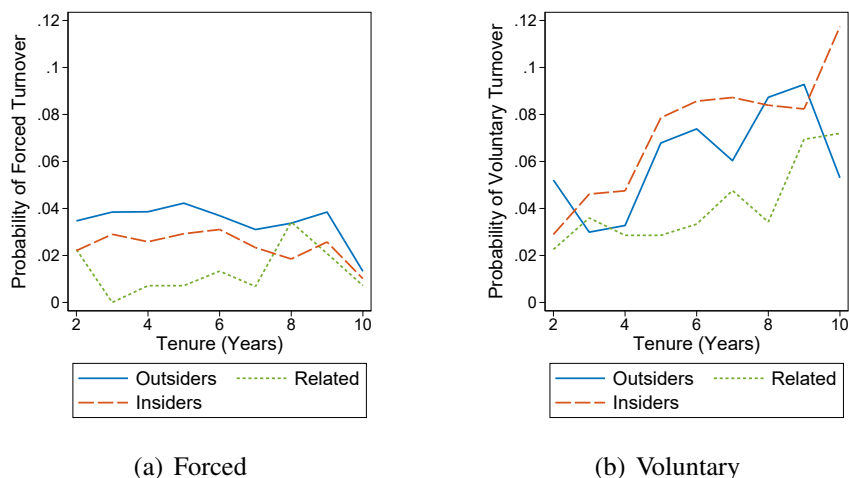 Probability of Forced Turnover
.12
.1
.08
.06
.04
.02
0
2 4 6 8 10
Tenure (Years)
Outsiders Related
Insiders
(a) Forced
Probability of Voluntary Turnover
.12
.1
.08
.06
.04
.02
0
2 4 6 8 10
Tenure (Years)
Outsiders Related
Insiders
(b) Voluntary